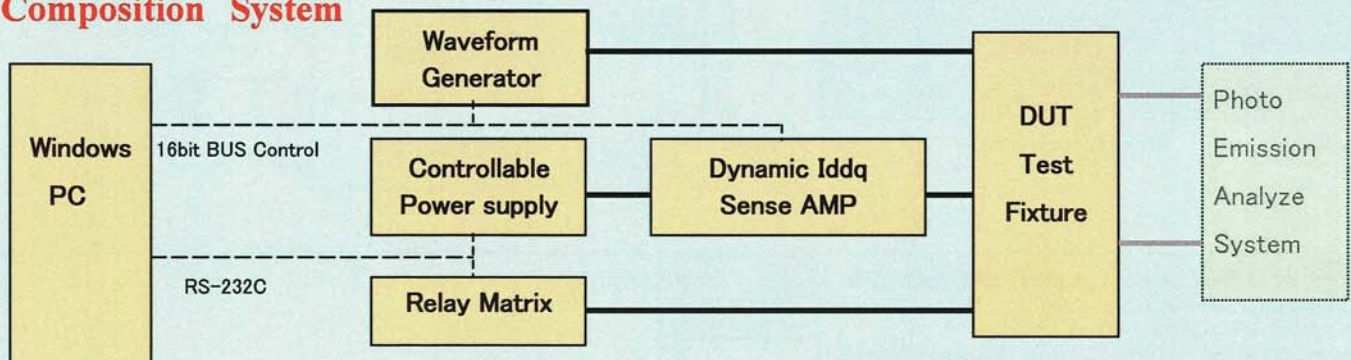 Composition System
Waveform
Generator
Windows
PC
16bit BUS Control
Controllable
Power supply
Dynamic Iddq
Sense AMP
DUT
Test
Fixture
Photo
Emission
Analyze
System
RS-232C
Relay Matrix